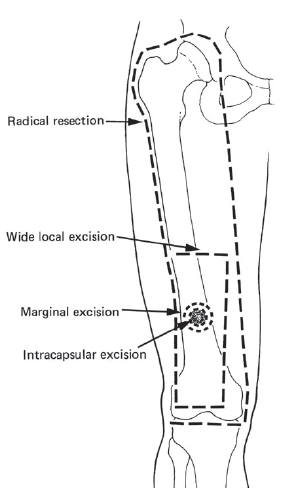 Radical resection
Wide local excision
Marginal excision
Intracapsular excision